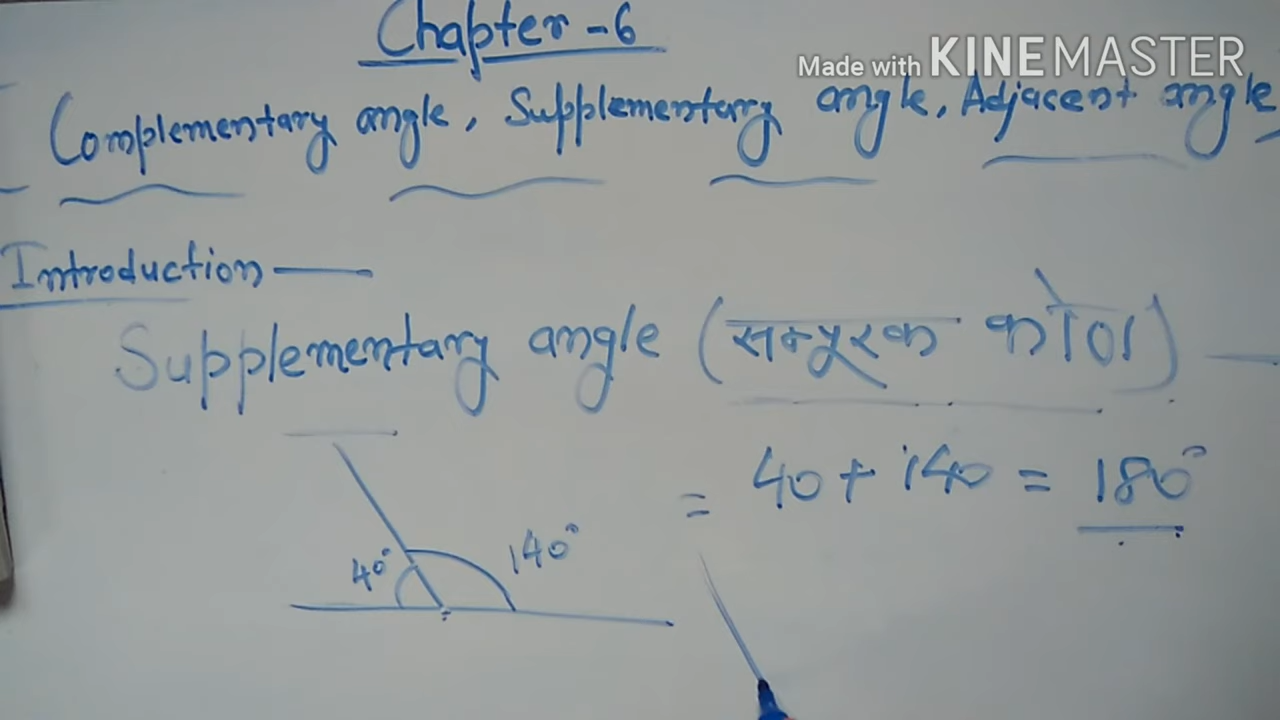 Chapter - 6
Made with KINEMASTER
Complementary angle, Supplementary angle, Adjacent angle
Introduction —
Supplementary angle (सम्पूरक कोण) —
= 40 + 140 = 180°
40° 140°